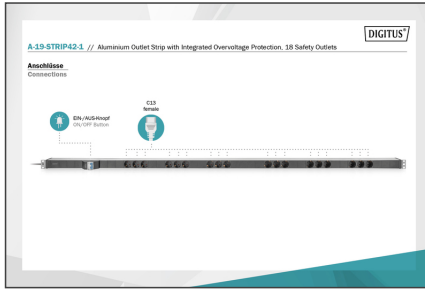 DIGITUS®
A-19-STRIP42-1 // Aluminium Outlet Strip with Integrated Overvoltage Protection, 18 Safety Outlets
Anschlüsse
Connections
C13
female
EIN-/AUS-Knopf
ON/OFF Button